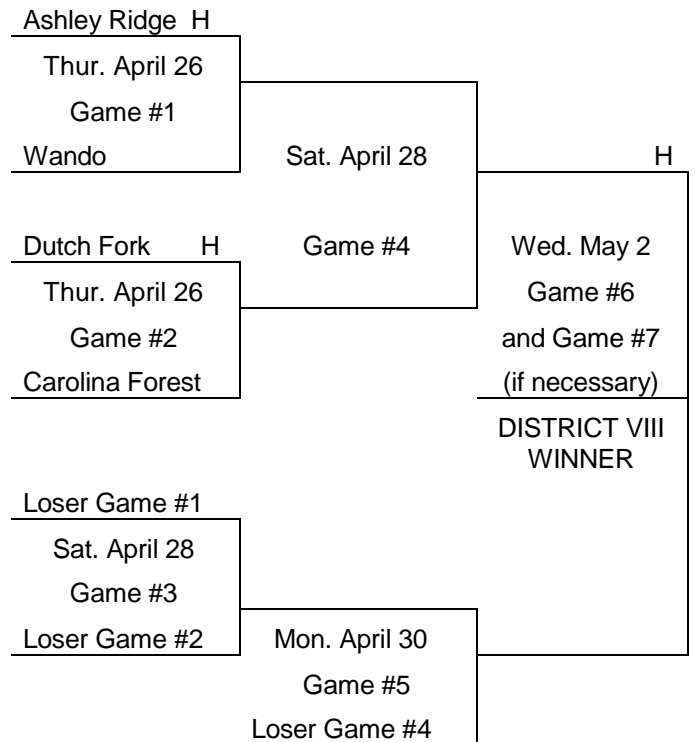 Ashley Ridge H
Thur. April 26
Game #1
Wando
Sat. April 28
H
Dutch Fork H
Game #4
Wed. May 2
Thur. April 26
Game #6
Game #2
and Game #7
Carolina Forest
(if necessary)
DISTRICT VIII
WINNER
Loser Game #1
Sat. April 28
Game #3
Loser Game #2
Mon. April 30
Game #5
Loser Game #4